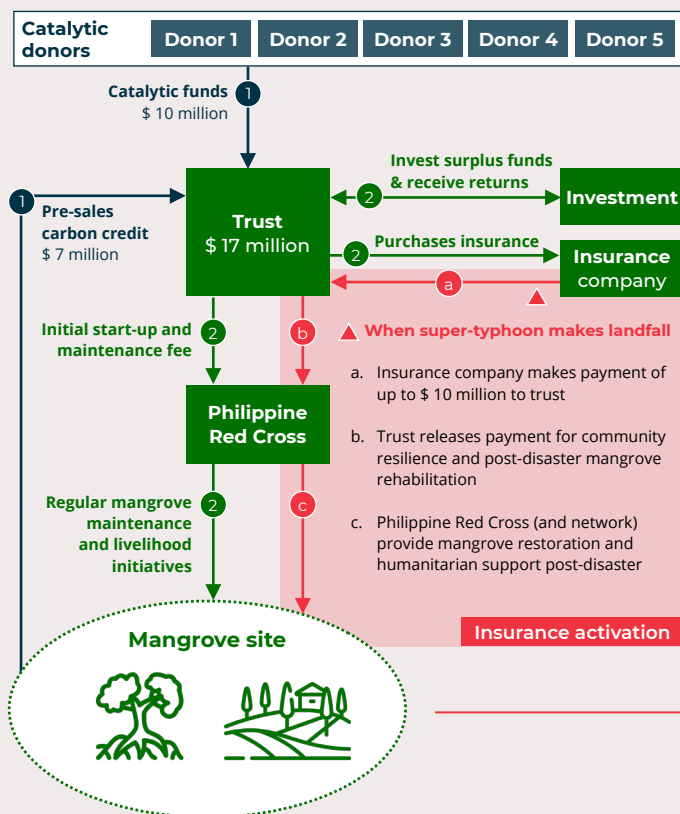 Catalytic
donors
Donor 1
Donor 2
Donor 3
Donor 4
Donor 5
Catalytic funds
$ 10 million
1
1
Pre-sales
carbon credit
$ 7 million
Trust
$ 17 million
Invest surplus funds
& receive returns
2
Investment
Purchases insurance
2
Insurance
company
a
Initial start-up and
maintenance fee
2
b
When super-typhoon makes landfall
a. Insurance company makes payment of
up to $ 10 million to trust
b. Trust releases payment for community
resilience and post-disaster mangrove
rehabilitation
c. Philippine Red Cross (and network)
provide mangrove restoration and
humanitarian support post-disaster
Philippine
Red Cross
Regular mangrove
maintenance
and livelihood
initiatives
2
c
Insurance activation
Mangrove site